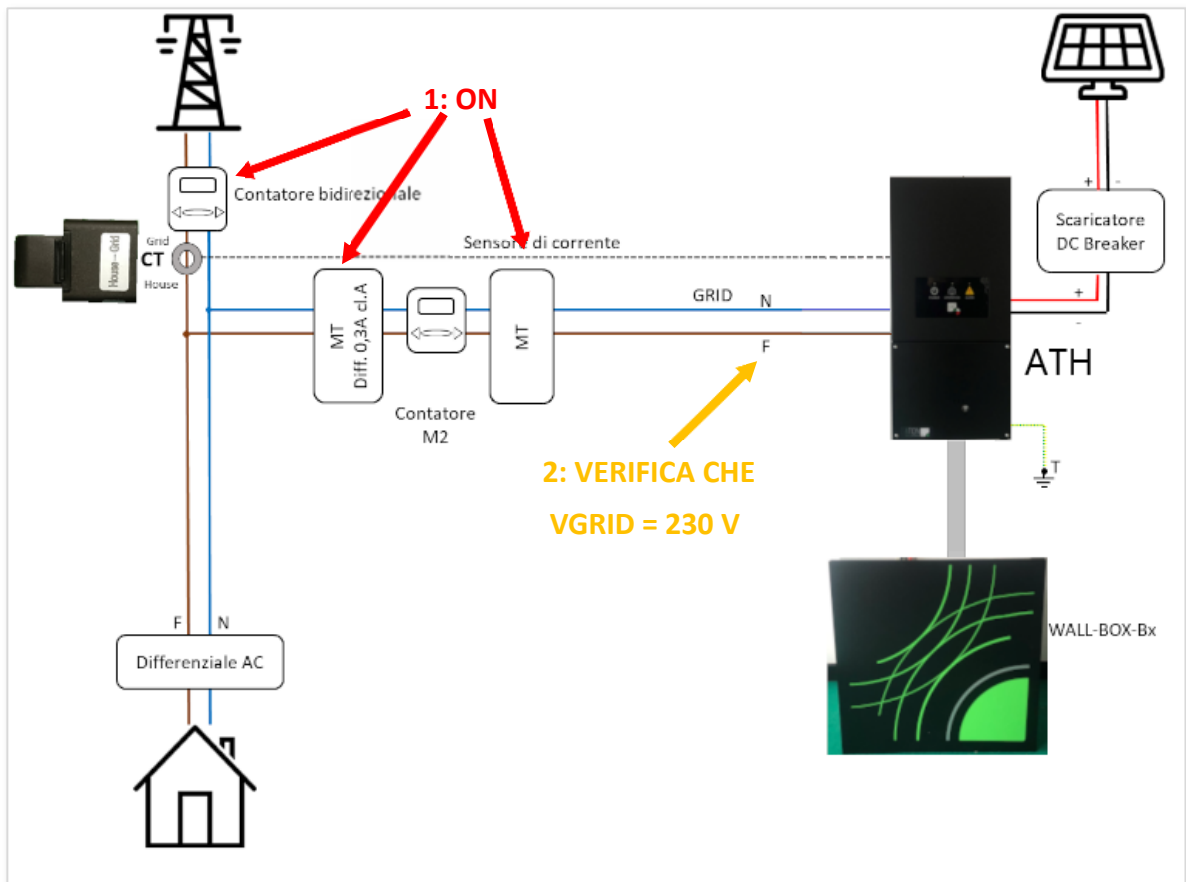 1: ON
Contatore bidirezionale
Grid
CT
House
House – Grid
Sensore di corrente
Scaricatore
DC Breaker
+
-
+
-
GRID
N
F
MT
Diff. 0,3A cl.A
MT
Contatore
M2
ATH
T
2: VERIFICA CHE
VGRID = 230 V
WALL-BOX-Bx
F
N
Differenziale AC